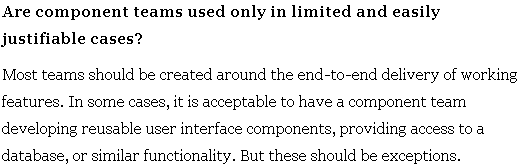 Are component teams used only in limited and easily
justifiable cases?
Most teams should be created around the end-to-end delivery of working
features. In some cases, it is acceptable to have a component team
developing reusable user interface components, providing access to a
database, or similar functionality. But these should be exceptions.